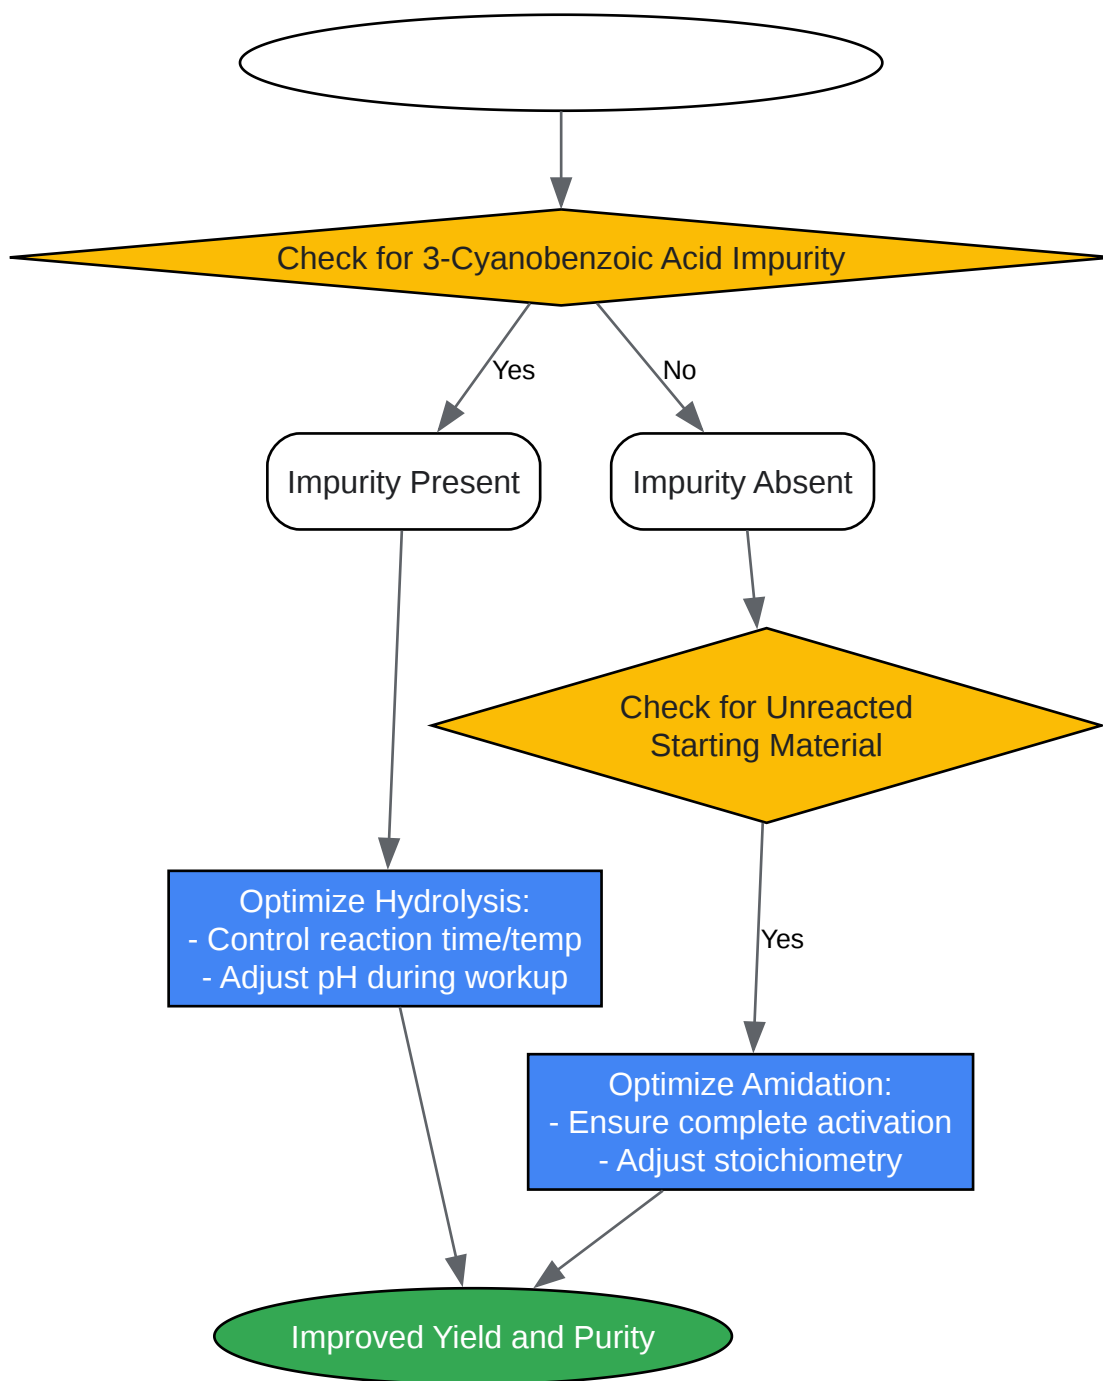 Check for 3-Cyanobenzoic Acid Impurity
Yes
No
Impurity Present
Impurity Absent
Check for Unreacted
Starting Material
Optimize Hydrolysis:
- Control reaction time/temp
- Adjust pH during workup
Yes
Optimize Amidation:
- Ensure complete activation
- Adjust stoichiometry
Improved Yield and Purity